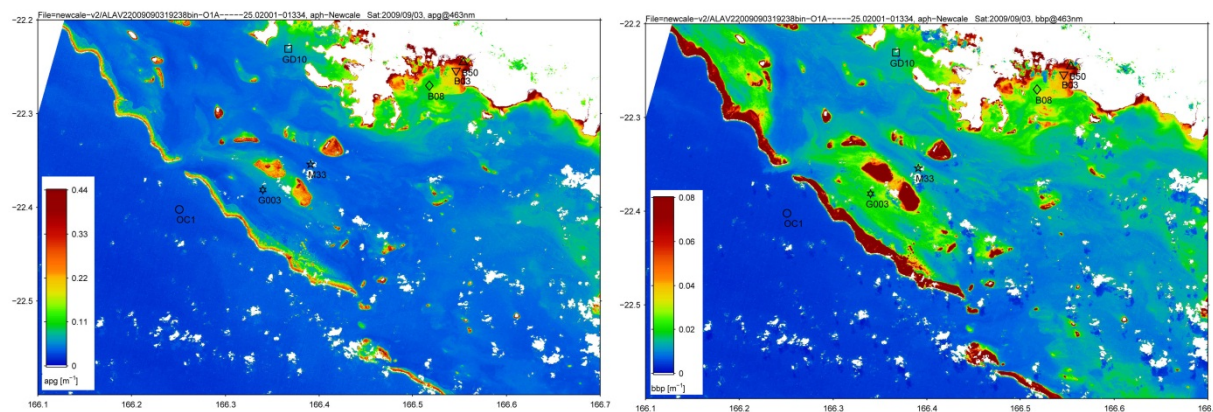 File=newcale-v2/ALAV22009090319238bin-O1A------25.02001-01334, aph-Newcale Sat:2009/09/03, apg@463nm
−22.2
−22.3
−22.4
−22.5
GD10
B50
B03
B08
M33
G003
OC1
0.44
0.33
0.22
0.11
0
apg [m⁻¹]
166.1 166.2 166.3 166.4 166.5 166.6 166.7
File=newcale-v2/ALAV22009090319238bin-O1A------25.02001-01334, aph-Newcale Sat:2009/09/03, bbp@463nm
−22.2
−22.3
−22.4
−22.5
GD10
B50
B03
B08
M33
G003
OC1
0.08
0.06
0.04
0.02
0
bbp [m⁻¹]
166.1 166.2 166.3 166.4 166.5 166.6 166.7